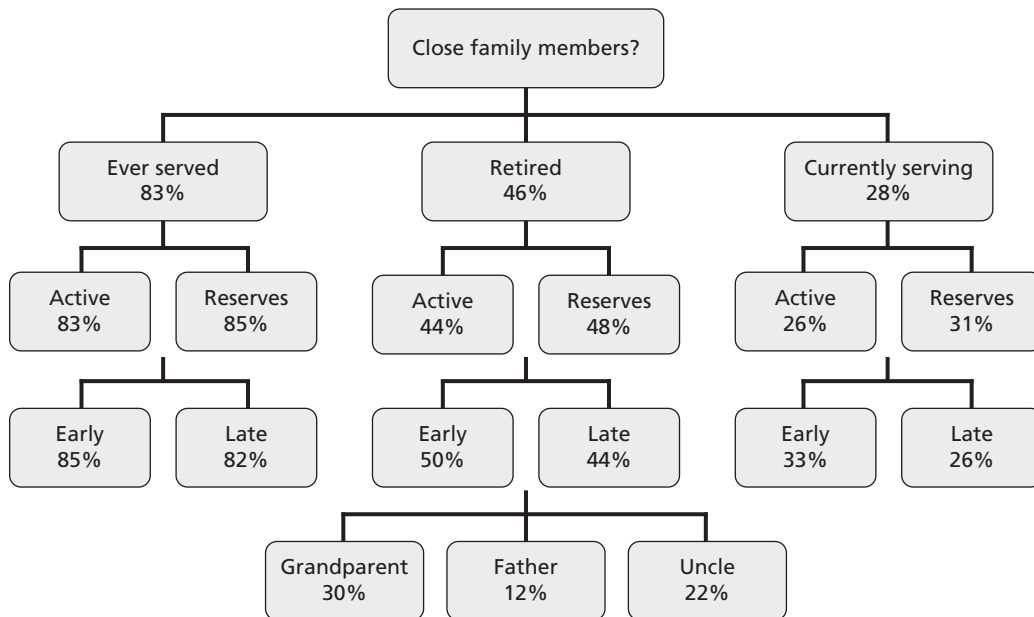 Close family members?
Ever served
83%
Retired
46%
Currently serving
28%
Active
83%
Reserves
85%
Active
44%
Reserves
48%
Active
26%
Reserves
31%
Early
85%
Late
82%
Early
50%
Late
44%
Early
33%
Late
26%
Grandparent
30%
Father
12%
Uncle
22%